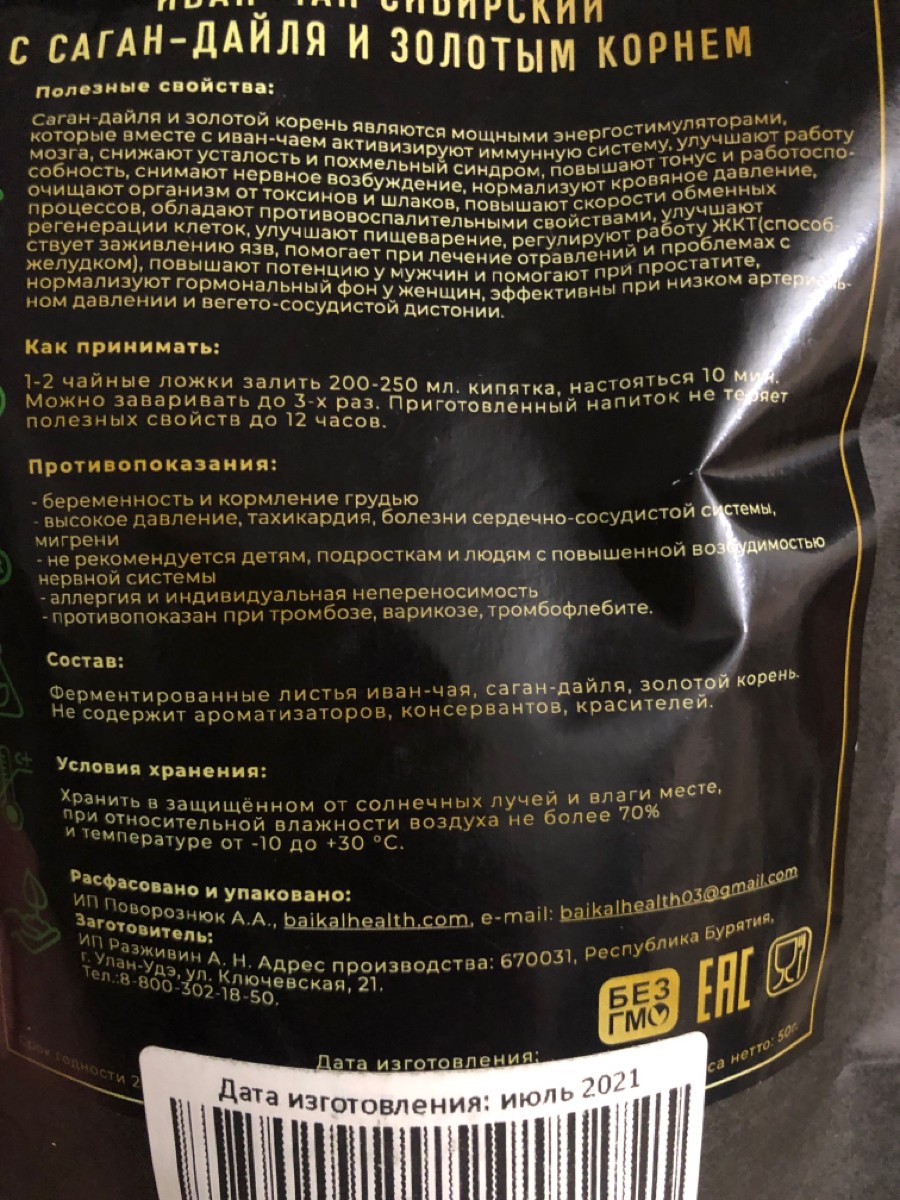 ИВАН-ЧАЙ СИБИРСКИЙ
С САГАН-ДАЙЛЯ И ЗОЛОТЫМ КОРНЕМ
Полезные свойства:
Саган-дайля и золотой корень являются мощными энергостимуляторами,
которые вместе с иван-чаем активизируют иммунную систему, улучшают работу
мозга, снижают усталость и похмельный синдром, повышают тонус и работоспо-
собность, снимают нервное возбуждение, нормализуют кровяное давление,
очищают организм от токсинов и шлаков, повышают скорости обменных
процессов, обладают противовоспалительными свойствами, улучшают
регенерации клеток, улучшают пищеварение, регулируют работу ЖКТ(способ-
ствует заживлению язв, помогает при лечение отравлений и проблемах с
желудком), повышают потенцию у мужчин и помогают при простатите,
нормализуют гормональный фон у женщин, эффективны при низком артериаль-
ном давлении и вегето-сосудистой дистонии.
Как принимать:
1-2 чайные ложки залить 200-250 мл. кипятка, настояться 10 мин.
Можно заваривать до 3-х раз. Приготовленный напиток не теряет
полезных свойств до 12 часов.
Противопоказания:
- беременность и кормление грудью
- высокое давление, тахикардия, болезни сердечно-сосудистой системы,
мигрени
- не рекомендуется детям, подросткам и людям с повышенной возбудимостью
нервной системы
- аллергия и индивидуальная непереносимость
- противопоказан при тромбозе, варикозе, тромбофлебите.
Состав:
Ферментированные листья иван-чая, саган-дайля, золотой корень.
Не содержит ароматизаторов, консервантов, красителей.
Условия хранения:
Хранить в защищённом от солнечных лучей и влаги месте,
при относительной влажности воздуха не более 70%
и температуре от -10 до +30 °С.
Расфасовано и упаковано:
ИП Поворознюк А.А., baikalhealth.com, e-mail: baikalhealth03@gmail.com
Заготовитель:
ИП Разживин А. Н. Адрес производства: 670031, Республика Бурятия,
г. Улан-Удэ, ул. Ключевская, 21.
Тел.:8-800-302-18-50.
БЕЗ
ГМО
ЕАС
Дата изготовления:
са нетто: 50г.
Срок годности 2
Дата изготовления: июль 2021